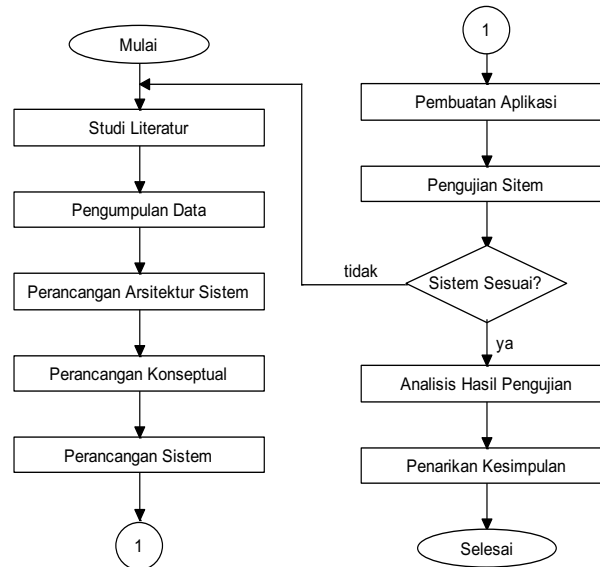 Mulai
Studi Literatur
Pengumpulan Data
Perancangan Arsitektur Sistem
Perancangan Konseptual
Perancangan Sistem
1
1
Pembuatan Aplikasi
Pengujian Sitem
Sistem Sesuai?
tidak
ya
Analisis Hasil Pengujian
Penarikan Kesimpulan
Selesai